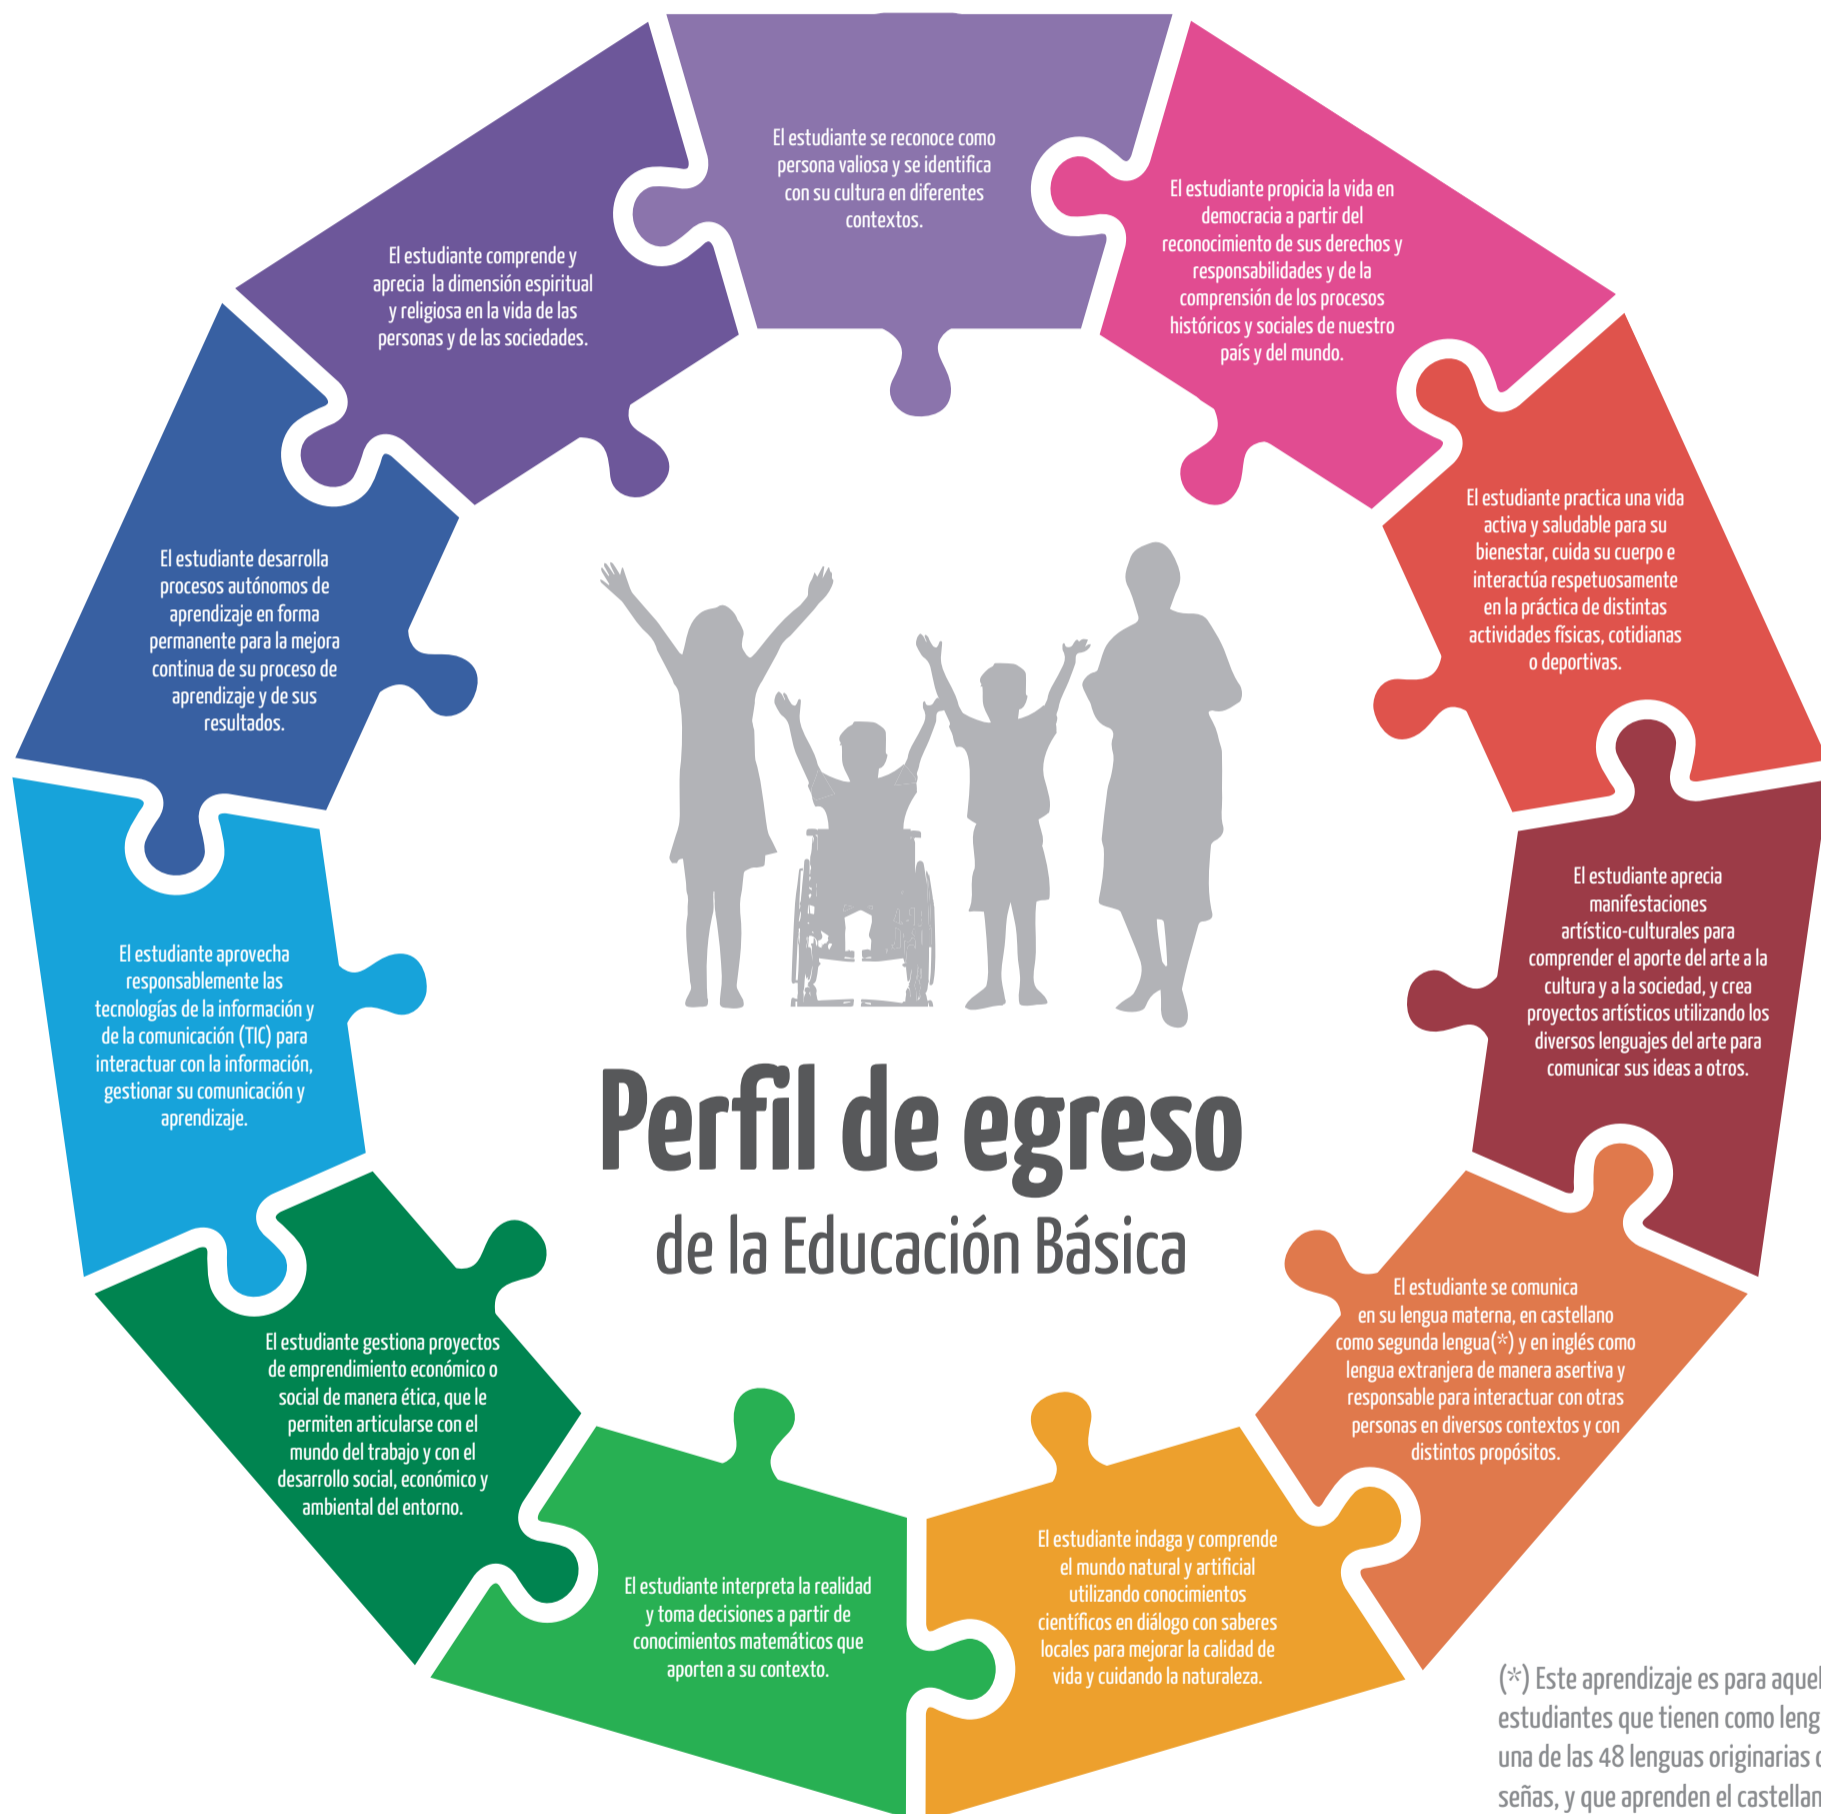 El estudiante se reconoce como
persona valiosa y se identifica
con su cultura en diferentes
contextos.
El estudiante propicia la vida en
democracia a partir del
reconocimiento de sus derechos y
responsabilidades y de la
comprensión de los procesos
históricos y sociales de nuestro
país y del mundo.
El estudiante practica una vida
activa y saludable para su
bienestar, cuida su cuerpo e
interactúa respetuosamente
en la práctica de distintas
actividades físicas, cotidianas
o deportivas.
El estudiante aprecia
manifestaciones
artístico-culturales para
comprender el aporte del arte a la
cultura y a la sociedad, y crea
proyectos artísticos utilizando los
diversos lenguajes del arte para
comunicar sus ideas a otros.
El estudiante se comunica
en su lengua materna, en castellano
como segunda lengua(*) y en inglés como
lengua extranjera de manera asertiva y
responsable para interactuar con otras
personas en diversos contextos y con
distintos propósitos.
El estudiante indaga y comprende
el mundo natural y artificial
utilizando conocimientos
científicos en diálogo con saberes
locales para mejorar la calidad de
vida y cuidando la naturaleza.
El estudiante interpreta la realidad
y toma decisiones a partir de
conocimientos matemáticos que
aporten a su contexto.
El estudiante gestiona proyectos
de emprendimiento económico o
social de manera ética, que le
permiten articularse con el
mundo del trabajo y con el
desarrollo social, económico y
ambiental del entorno.
El estudiante aprovecha
responsablemente las
tecnologías de la información y
de la comunicación (TIC) para
interactuar con la información,
gestionar su comunicación y
aprendizaje.
El estudiante desarrolla
procesos autónomos de
aprendizaje en forma
permanente para la mejora
continua de su proceso de
aprendizaje y de sus
resultados.
El estudiante comprende y
aprecia la dimensión espiritual
y religiosa en la vida de las
personas y de las sociedades.
Perfil de egreso
de la Educación Básica
(*) Este aprendizaje es para
estudiantes que tienen como
una de las 48 lenguas originarias
señas, y que aprenden el